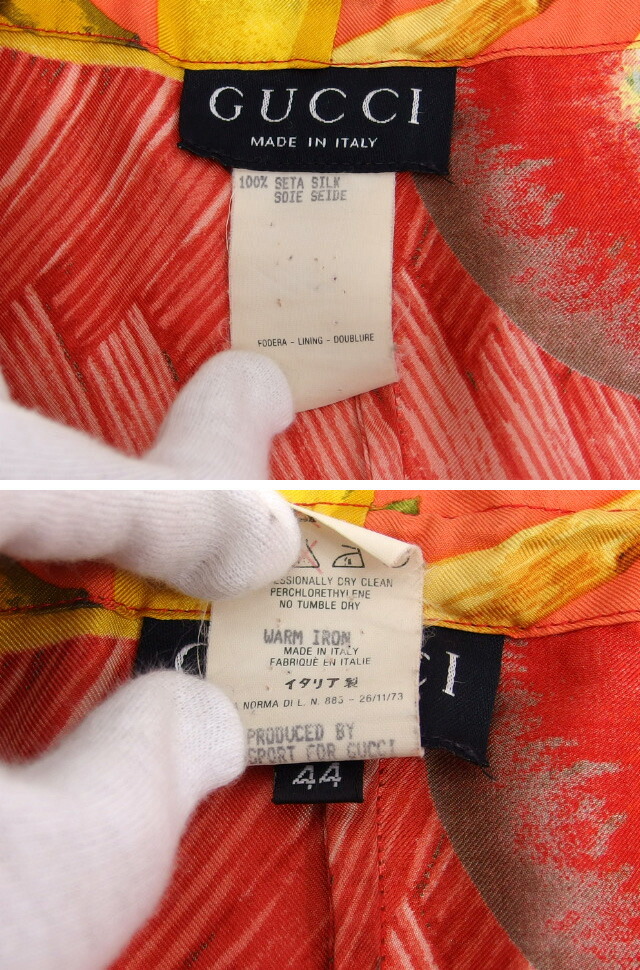 GUCCI
MADE IN ITALY
100% SETA SILK
SOIE SEIDE
FODERA - LINING - DOUBLURE
DRY CLEAN
PERCHLORETHYLENE
NO TUMBLE DRY
WARM IRON
MADE IN ITALY
FABRIQUÉ EN ITALIE
イタリア製
NORMA DI L. N. 883 - 26/11/73
PRODUCED BY
SPORT FOR GUCCI
CI
44